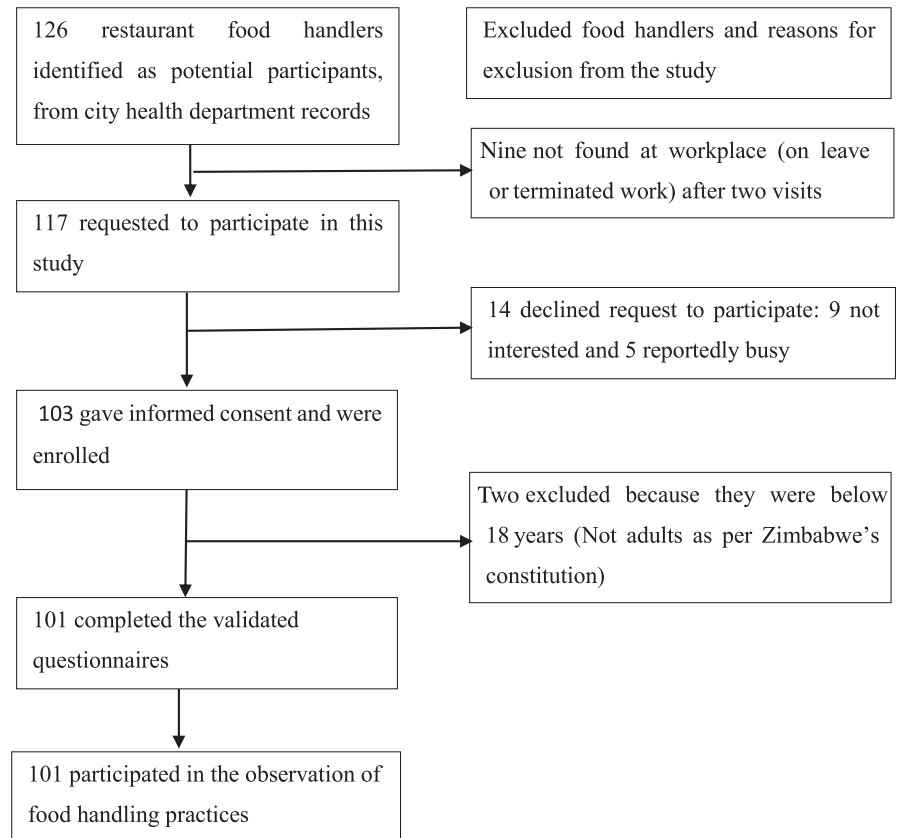 126 restaurant food handlers
identified as potential participants,
from city health department records
Excluded food handlers and reasons for
exclusion from the study
Nine not found at workplace (on leave
or terminated work) after two visits
117 requested to participate in this
study
14 declined request to participate: 9 not
interested and 5 reportedly busy
103 gave informed consent and were
enrolled
Two excluded because they were below
18 years (Not adults as per Zimbabwe’s
constitution)
101 completed the validated
questionnaires
101 participated in the observation of
food handling practices